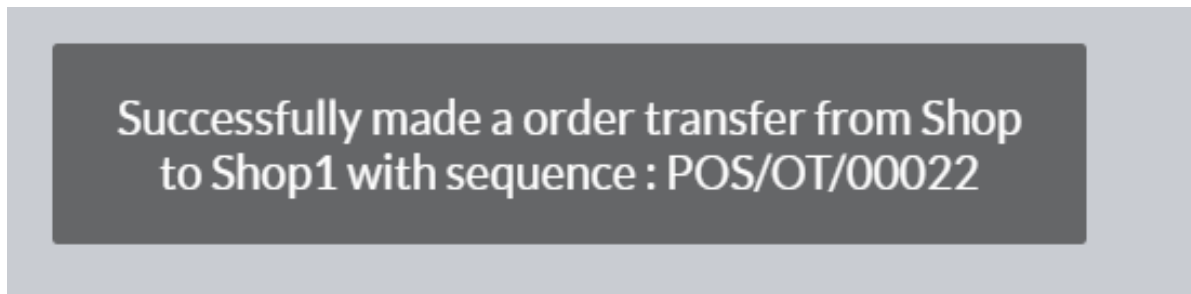 Successfully made a order transfer from Shop
to Shop1 with sequence : POS/OT/00022